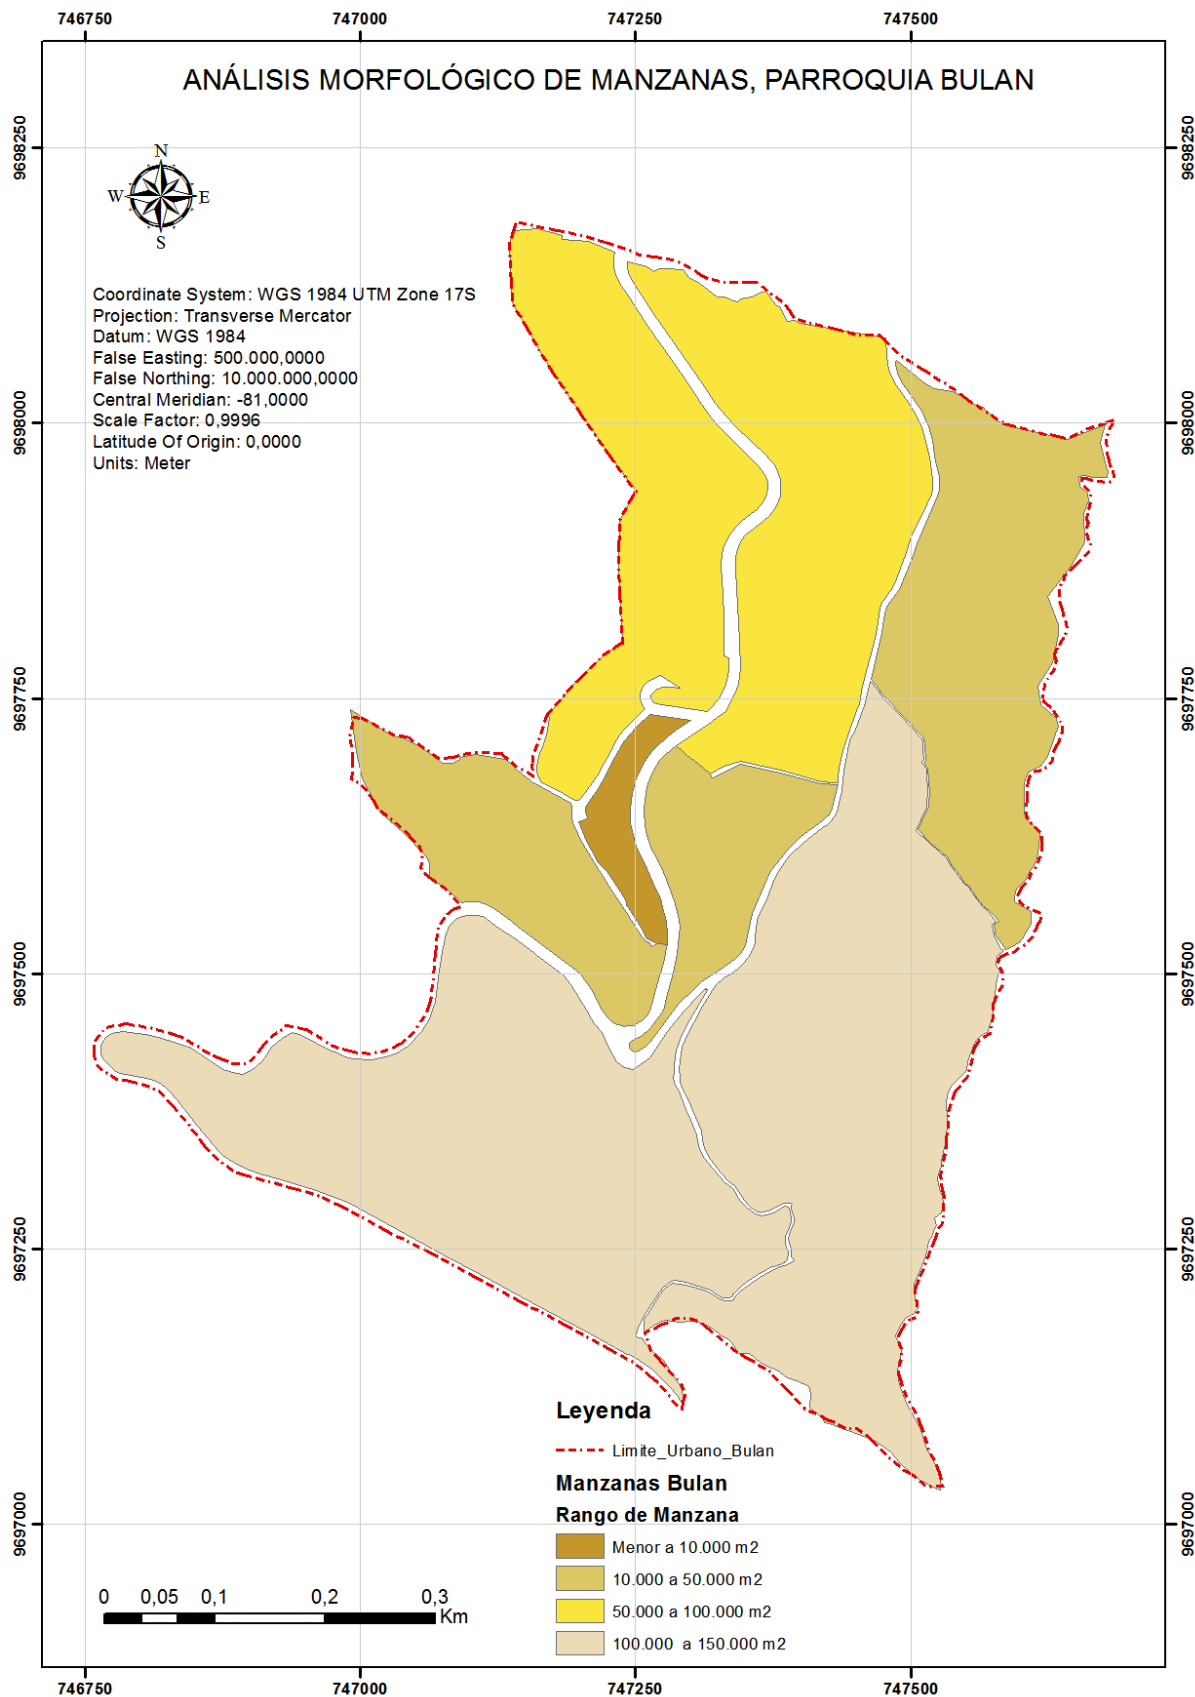 746750 747000 747250 747500
ANÁLISIS MORFOLÓGICO DE MANZANAS, PARROQUIA BULAN
9698250 9698250
N
W E
S
Coordinate System: WGS 1984 UTM Zone 17S
Projection: Transverse Mercator
Datum: WGS 1984
False Easting: 500.000,0000
False Northing: 10.000.000,0000
Central Meridian: -81,0000
Scale Factor: 0,9996
Latitude Of Origin: 0,0000
Units: Meter
9698000 9698000
9697750 9697750
9697500 9697500
9697250 9697250
Leyenda
Limite_Urbano_Bulan
Manzanas Bulan
Rango de Manzana
9697000 9697000
Menor a 10.000 m2
10.000 a 50.000 m2
50.000 a 100.000 m2
100.000 a 150.000 m2
0 0,05 0,1 0,2 0,3
Km
746750 747000 747250 747500